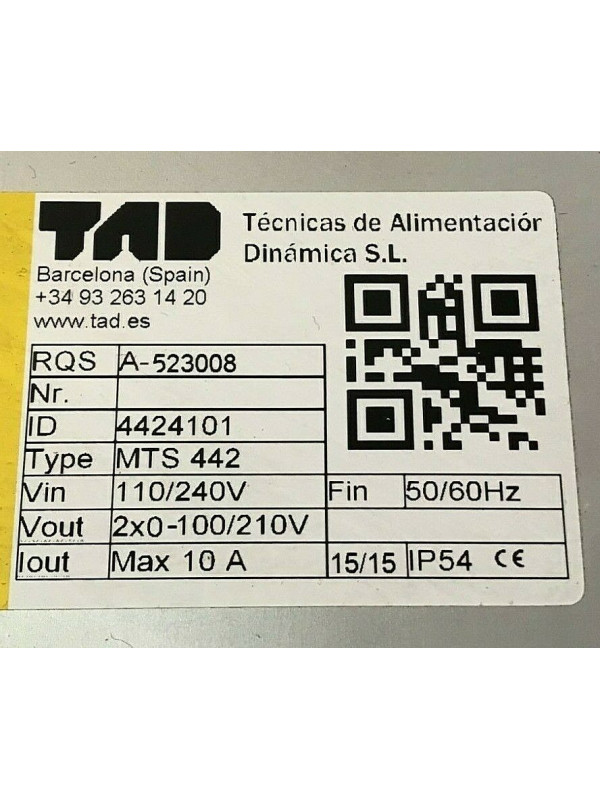 TAD
Técnicas de Alimentación
Dinámica S.L.
Barcelona (Spain)
+34 93 263 14 20
www.tad.es
RQS A-523008
Nr.
ID 4424101
Type MTS 442
Vin 110/240V Fin 50/60Hz
Vout 2x0-100/210V
Iout Max 10 A 15/15 IP54 CE